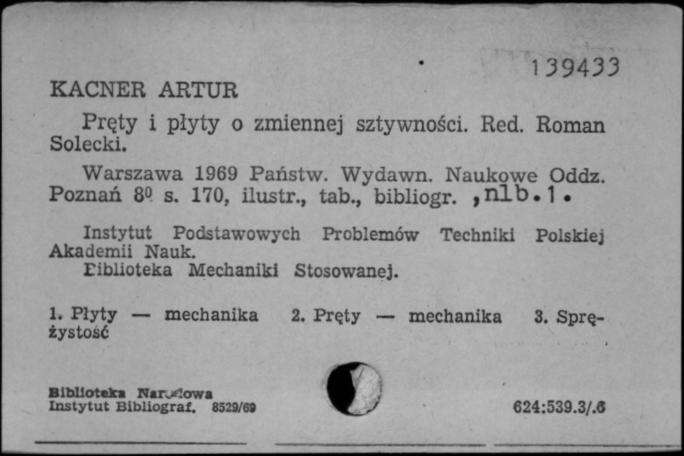 139433
KACNER ARTUR
Pręty i płyty o zmiennej sztywności. Red. Roman
Solecki.
Warszawa 1969 Państw. Wydawn. Naukowe Oddz.
Poznań 8º s. 170, ilustr., tab., bibliogr. ,nlb.1.
Instytut Podstawowych Problemów Techniki Polskiej
Akademii Nauk.
Biblioteka Mechaniki Stosowanej.
1. Płyty — mechanika 2. Pręty — mechanika 3. Sprę-
żystość
Biblioteka Narodowa
Instytut Bibliograf. 8529/69
624:539.3/.6